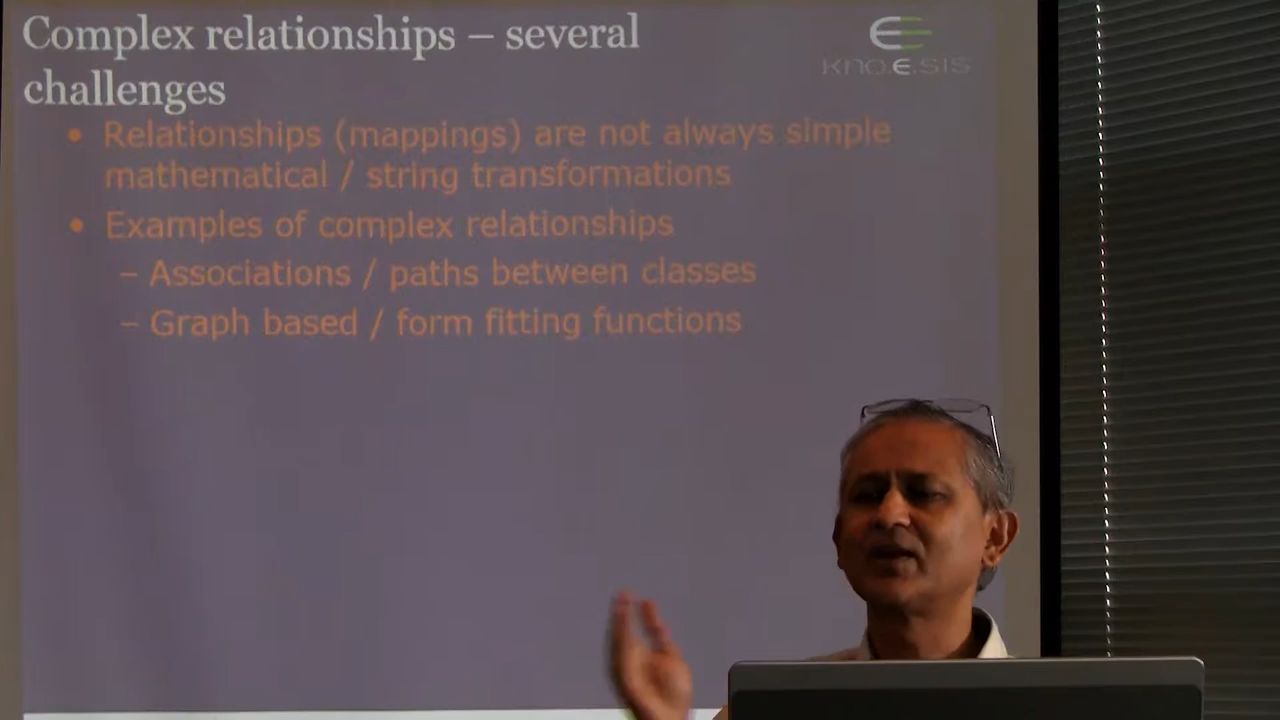 Complex relationships – several
challenges
kno.e.sis
• Relationships (mappings) are not always simple
mathematical / string transformations
• Examples of complex relationships
– Associations / paths between classes
– Graph based / form fitting functions